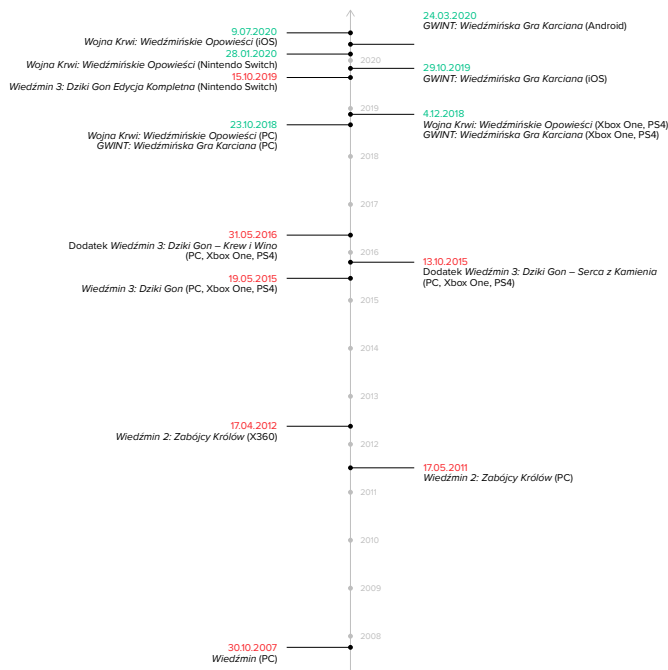 24.03.2020
GWINT: Wiedźmińska Gra Karciana (Android)
9.07.2020
Wojna Krwi: Wiedźmińskie Opowieści (iOS)
28.01.2020
Wojna Krwi: Wiedźmińskie Opowieści (Nintendo Switch)
2020
29.10.2019
GWINT: Wiedźmińska Gra Karciana (iOS)
15.10.2019
Wiedźmin 3: Dziki Gon Edycja Kompletna (Nintendo Switch)
2019
4.12.2018
Wojna Krwi: Wiedźmińskie Opowieści (Xbox One, PS4)
GWINT: Wiedźmińska Gra Karciana (Xbox One, PS4)
23.10.2018
Wojna Krwi: Wiedźmińskie Opowieści (PC)
GWINT: Wiedźmińska Gra Karciana (PC)
2018
2017
31.05.2016
Dodatek Wiedźmin 3: Dziki Gon – Krew i Wino
(PC, Xbox One, PS4)
2016
13.10.2015
Dodatek Wiedźmin 3: Dziki Gon – Serca z Kamienia
(PC, Xbox One, PS4)
19.05.2015
Wiedźmin 3: Dziki Gon (PC, Xbox One, PS4)
2015
2014
2013
17.04.2012
Wiedźmin 2: Zabójcy Królów (X360)
2012
17.05.2011
Wiedźmin 2: Zabójcy Królów (PC)
2011
2010
2009
2008
30.10.2007
Wiedźmin (PC)